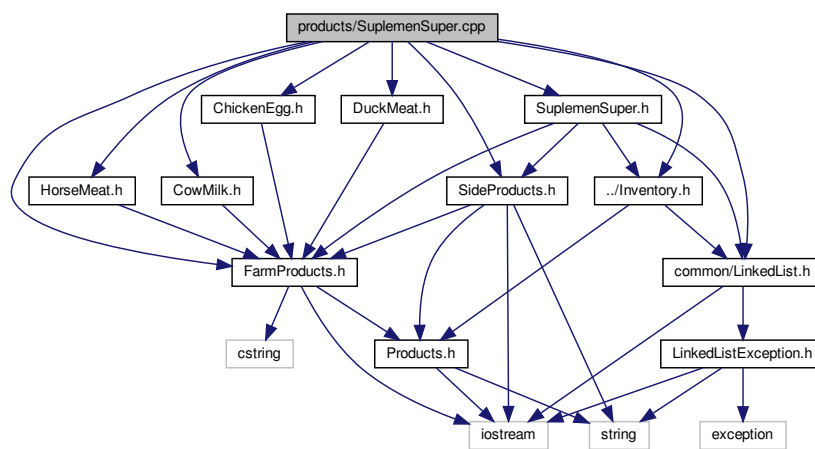 products/SuplemenSuper.cpp
ChickenEgg.h
DuckMeat.h
SuplemenSuper.h
HorseMeat.h
CowMilk.h
SideProducts.h
../Inventory.h
FarmProducts.h
common/LinkedList.h
cstring
Products.h
LinkedListException.h
iostream
string
exception